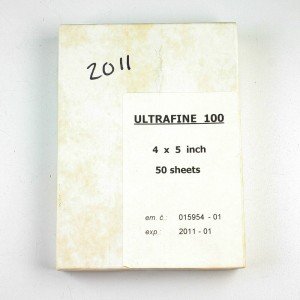 2011
ULTRAFINE 100
4 x 5 inch
50 sheets
em. č.: 015954 - 01
exp.: 2011 - 01